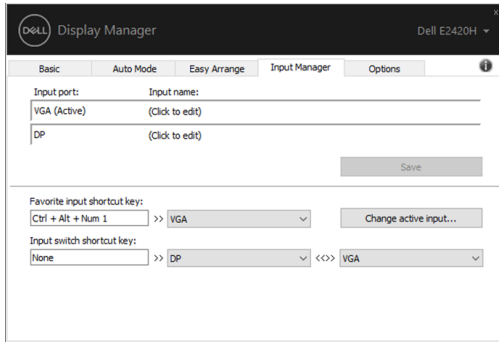 DELL Display Manager Dell E2420H
Basic Auto Mode Easy Arrange Input Manager Options
Input port: Input name:
VGA (Active) (Click to edit)
DP (Click to edit)
Save
Favorite input shortcut key:
Ctrl + Alt + Num 1 >> VGA Change active input...
Input switch shortcut key:
None >> DP <<>> VGA